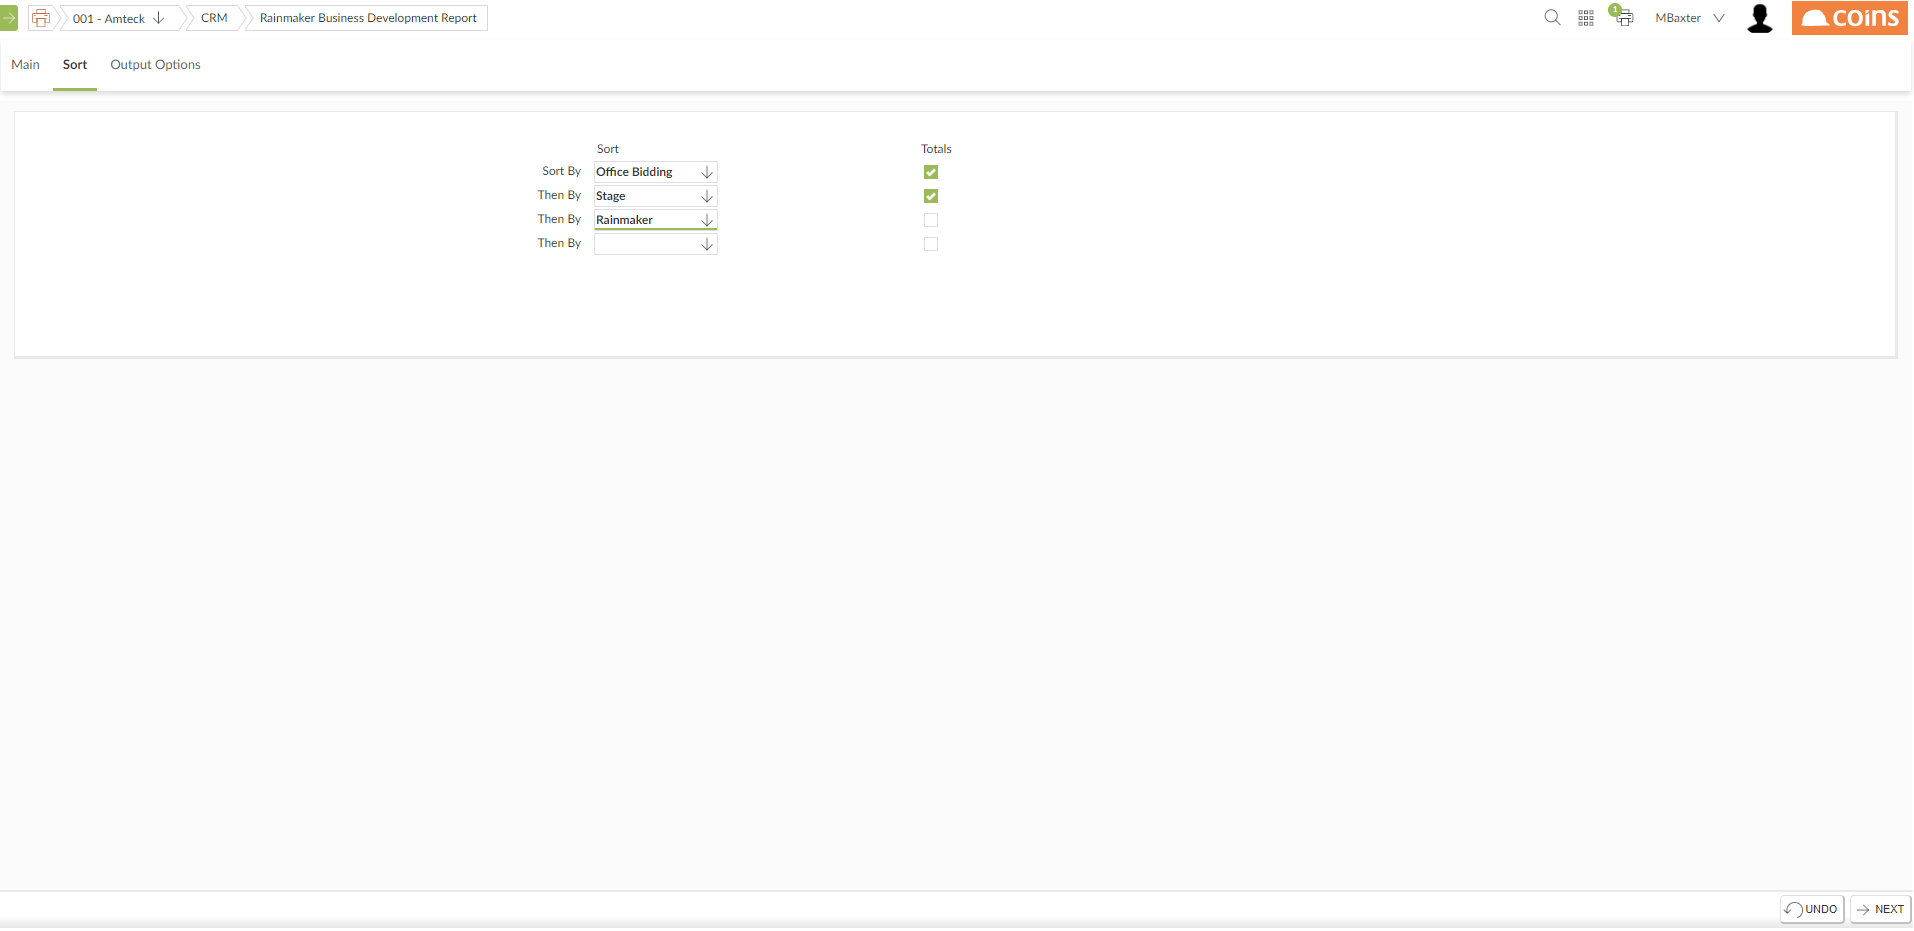 001 - Amteck
CRM
Rainmaker Business Development Report
1
MBaxter
coins
Main
Sort
Output Options
Sort
Totals
Sort By
Office Bidding
Then By
Stage
Then By
Rainmaker
Then By
UNDO
NEXT